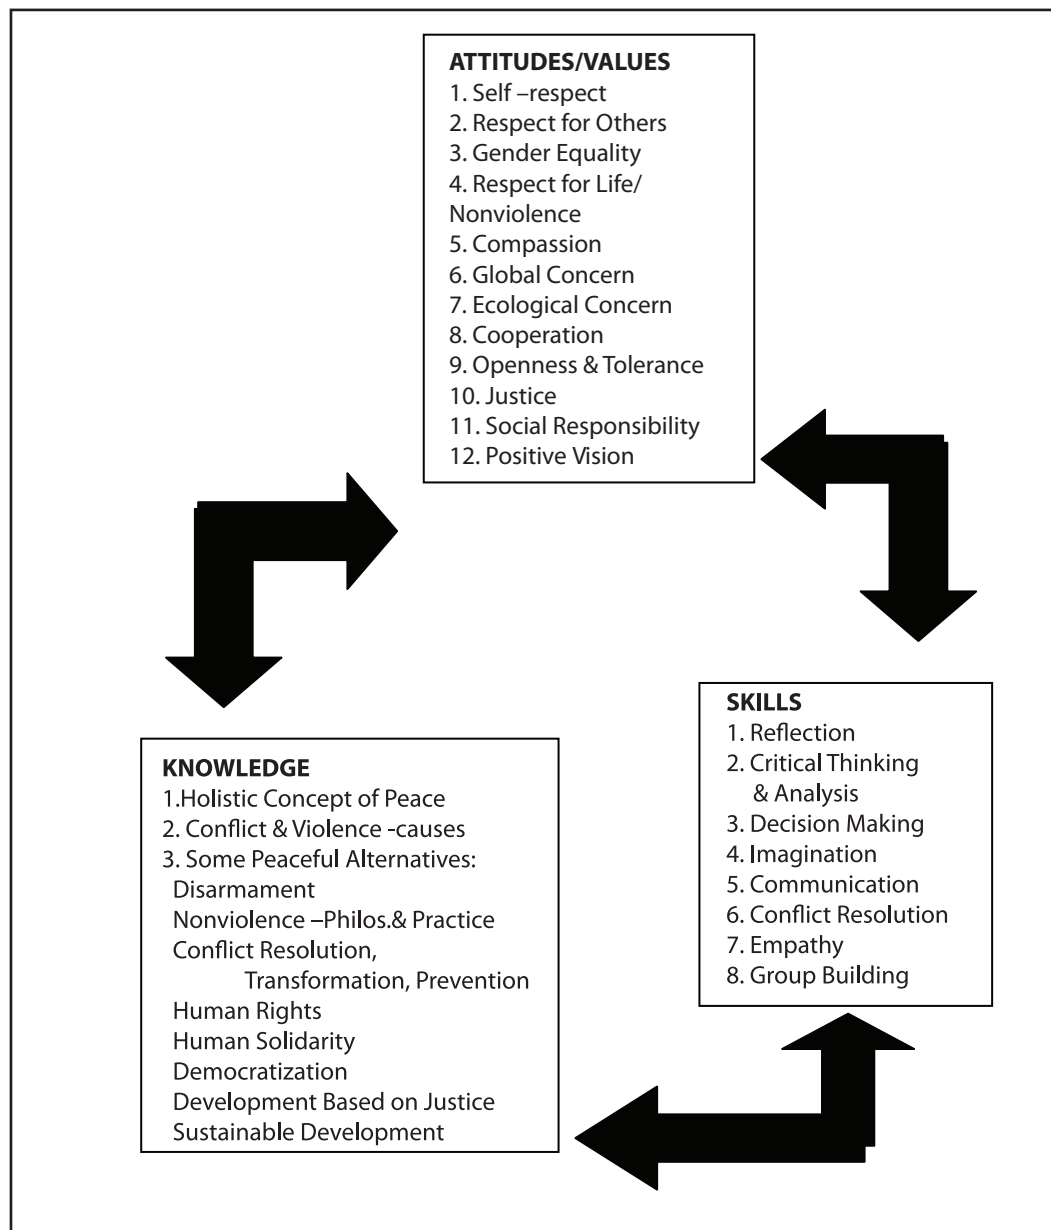 ATTITUDES/VALUES
1. Self –respect
2. Respect for Others
3. Gender Equality
4. Respect for Life/
Nonviolence
5. Compassion
6. Global Concern
7. Ecological Concern
8. Cooperation
9. Openness & Tolerance
10. Justice
11. Social Responsibility
12. Positive Vision
KNOWLEDGE
1.Holistic Concept of Peace
2. Conflict & Violence -causes
3. Some Peaceful Alternatives:
Disarmament
Nonviolence –Philos.& Practice
Conflict Resolution,
Transformation, Prevention
Human Rights
Human Solidarity
Democratization
Development Based on Justice
Sustainable Development
SKILLS
1. Reflection
2. Critical Thinking
& Analysis
3. Decision Making
4. Imagination
5. Communication
6. Conflict Resolution
7. Empathy
8. Group Building